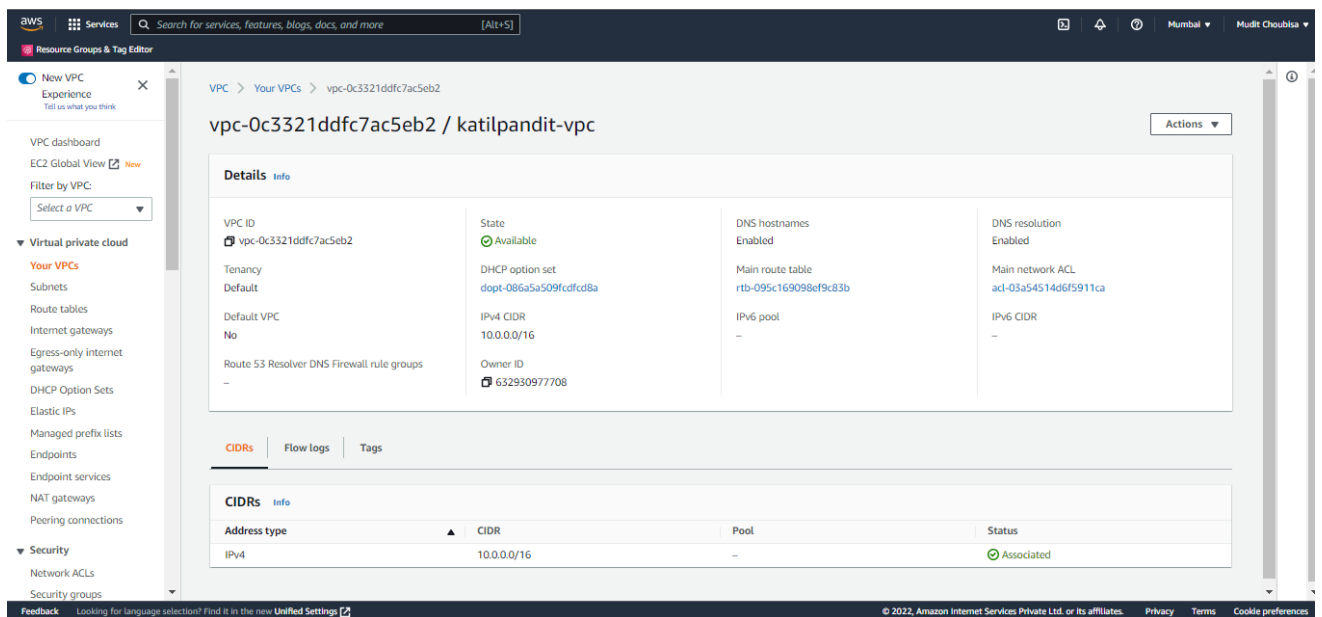 aws
Services
Search for services, features, blogs, docs, and more [Alt+S]
Mumbai ▼
Mudit Choubisa ▼
Resource Groups & Tag Editor
New VPC
Experience
Tell us what you think
VPC dashboard
EC2 Global View New
Filter by VPC:
Select a VPC
Virtual private cloud
Your VPCs
Subnets
Route tables
Internet gateways
Egress-only internet
gateways
DHCP Option Sets
Elastic IPs
Managed prefix lists
Endpoints
Endpoint services
NAT gateways
Peering connections
Security
Network ACLs
Security groups
VPC > Your VPCs > vpc-0c3321ddfc7ac5eb2
vpc-0c3321ddfc7ac5eb2 / katilpandit-vpc
Actions ▼
Details Info
VPC ID
vpc-0c3321ddfc7ac5eb2
State
Available
DNS hostnames
Enabled
DNS resolution
Enabled
Tenancy
Default
DHCP option set
dopt-086a5a509fcdfcd8a
Main route table
rtb-095c169098ef9c83b
Main network ACL
acl-03a54514d6f5911ca
Default VPC
No
IPv4 CIDR
10.0.0.0/16
IPv6 pool
–
IPv6 CIDR
–
Route 53 Resolver DNS Firewall rule groups
–
Owner ID
632930977708
CIDRs Flow logs Tags
CIDRs Info
Address type CIDR Pool Status
IPv4 10.0.0.0/16 – Associated
Feedback Looking for language selection? Find it in the new Unified Settings
© 2022, Amazon Internet Services Private Ltd. or its affiliates. Privacy Terms Cookie preferences